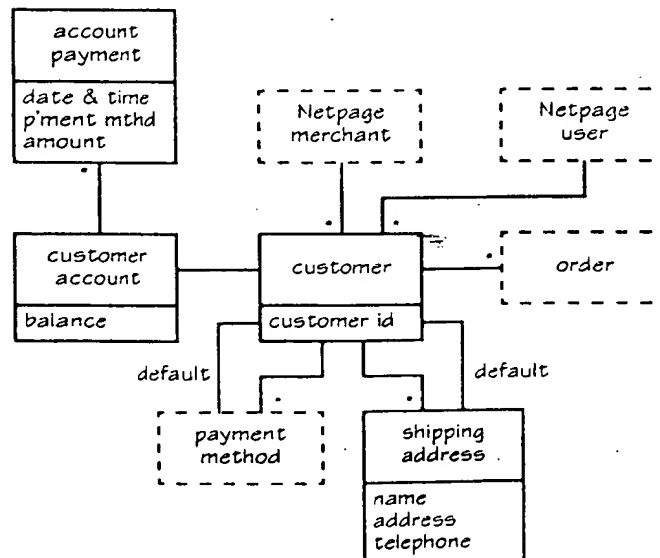 account
payment
date & time
p'ment mthd
amount
Netpage
merchant
Netpage
user
customer
account
balance
customer
customer id
order
default
default
payment
method
shipping
address
name
address
telephone